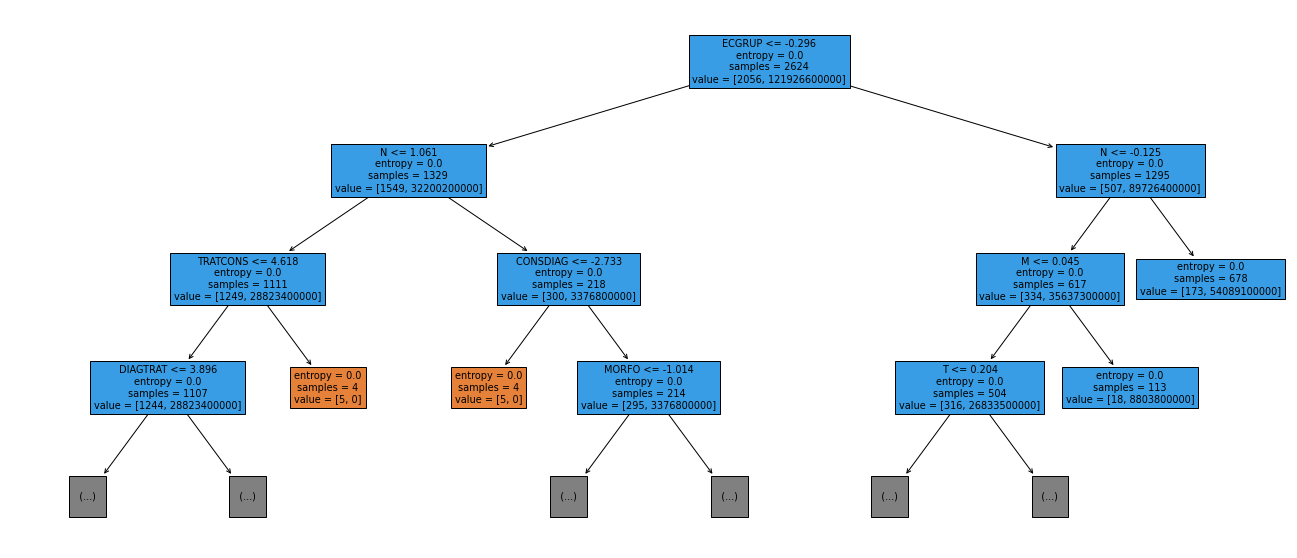 ECGRUP <= -0.296
entropy = 0.0
samples = 2624
value = [2056, 121926600000]
N <= 1.061
entropy = 0.0
samples = 1329
value = [1549, 32200200000]
N <= -0.125
entropy = 0.0
samples = 1295
value = [507, 89726400000]
TRATCONS <= 4.618
entropy = 0.0
samples = 1111
value = [1249, 28823400000]
CONSDIAG <= -2.733
entropy = 0.0
samples = 218
value = [300, 3376800000]
M <= 0.045
entropy = 0.0
samples = 617
value = [334, 35637300000]
entropy = 0.0
samples = 678
value = [173, 54089100000]
DIAGTRAT <= 3.896
entropy = 0.0
samples = 1107
value = [1244, 28823400000]
entropy = 0.0
samples = 4
value = [5, 0]
entropy = 0.0
samples = 4
value = [5, 0]
MORFO <= -1.014
entropy = 0.0
samples = 214
value = [295, 3376800000]
T <= 0.204
entropy = 0.0
samples = 504
value = [316, 26833500000]
entropy = 0.0
samples = 113
value = [18, 8803800000]
(...)
(...)
(...)
(...)
(...)
(...)